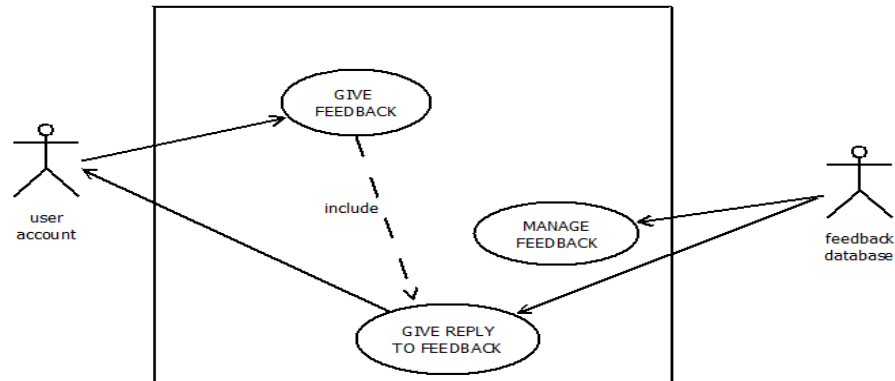 GIVE
FEEDBACK
user
account
include
MANAGE
FEEDBACK
feedback
database
GIVE REPLY
TO FEEDBACK